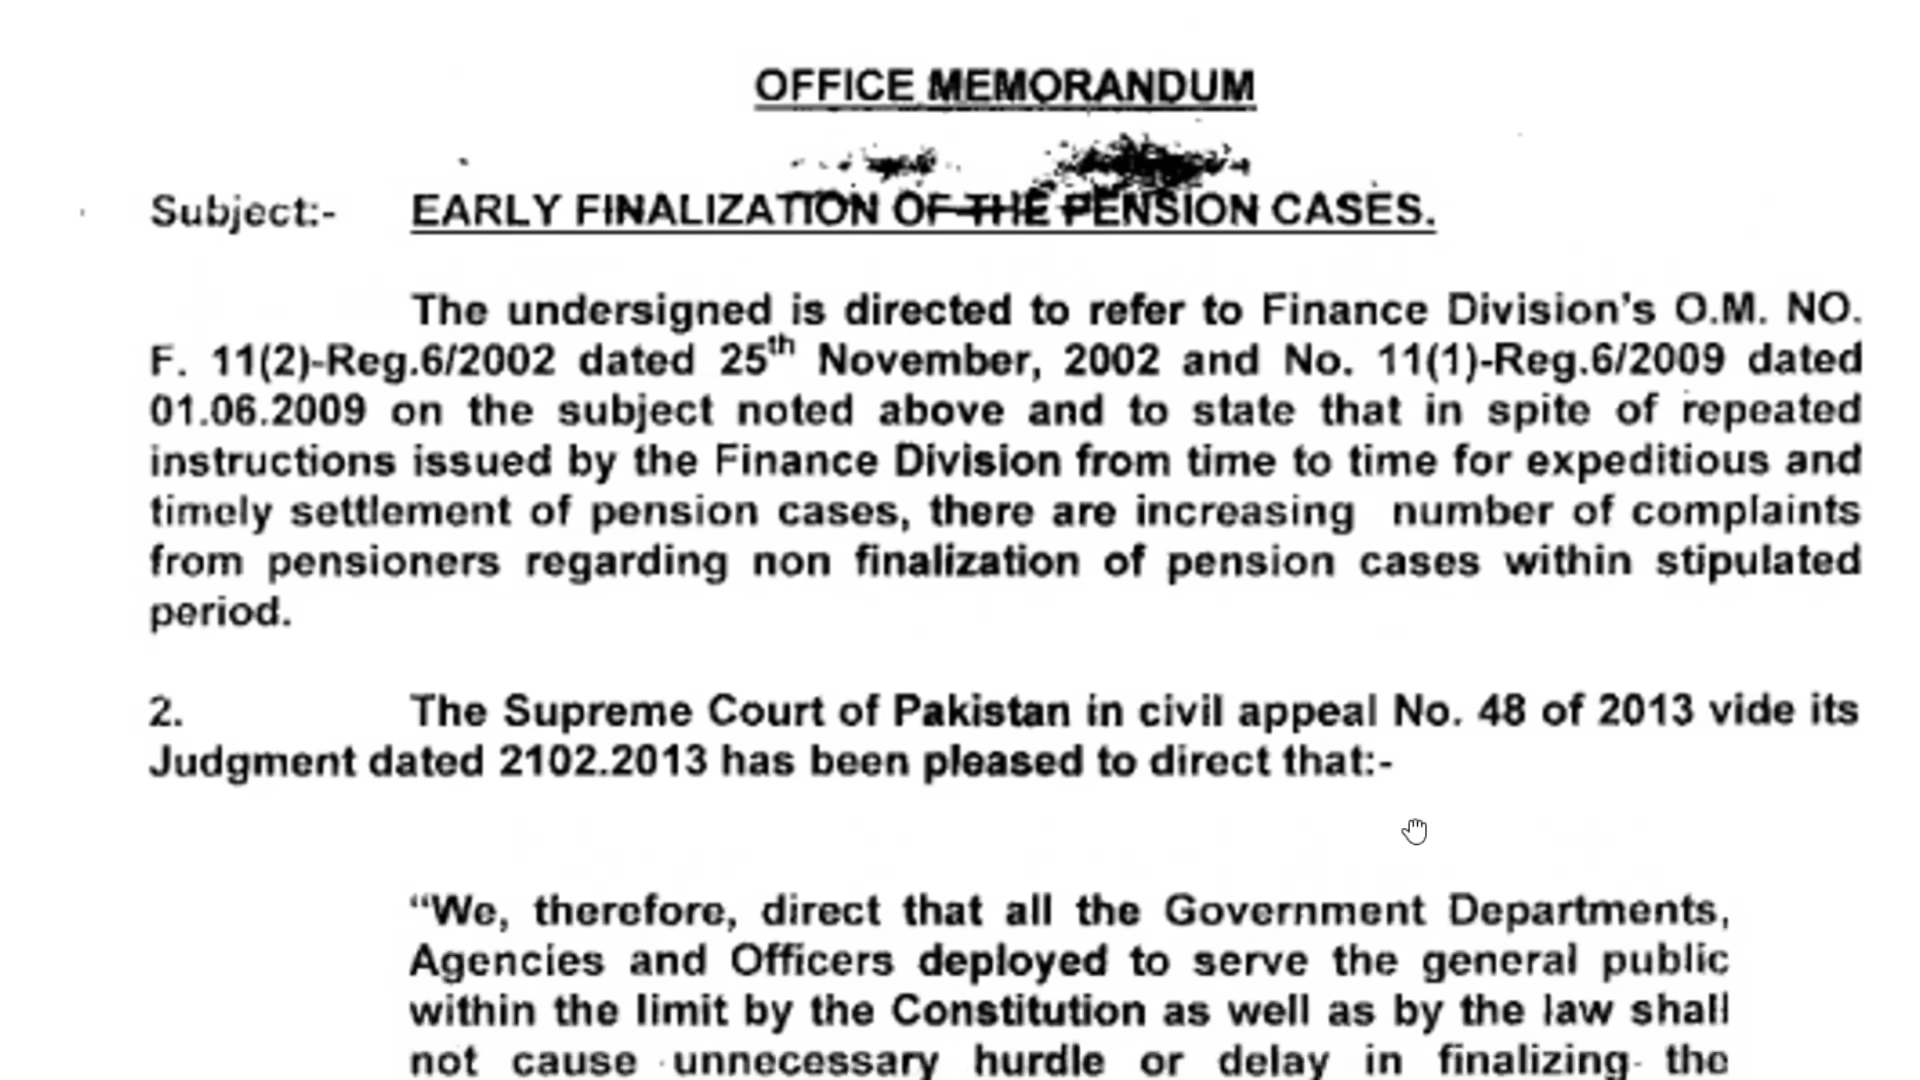 OFFICE MEMORANDUM
Subject:- EARLY FINALIZATION OF THE PENSION CASES.
The undersigned is directed to refer to Finance Division's O.M. NO.
F. 11(2)-Reg.6/2002 dated 25th November, 2002 and No. 11(1)-Reg.6/2009 dated
01.06.2009 on the subject noted above and to state that in spite of repeated
instructions issued by the Finance Division from time to time for expeditious and
timely settlement of pension cases, there are increasing number of complaints
from pensioners regarding non finalization of pension cases within stipulated
period.
2. The Supreme Court of Pakistan in civil appeal No. 48 of 2013 vide its
Judgment dated 2102.2013 has been pleased to direct that:-
“We, therefore, direct that all the Government Departments,
Agencies and Officers deployed to serve the general public
within the limit by the Constitution as well as by the law shall
not cause unnecessary hurdle or delay in finalizing the